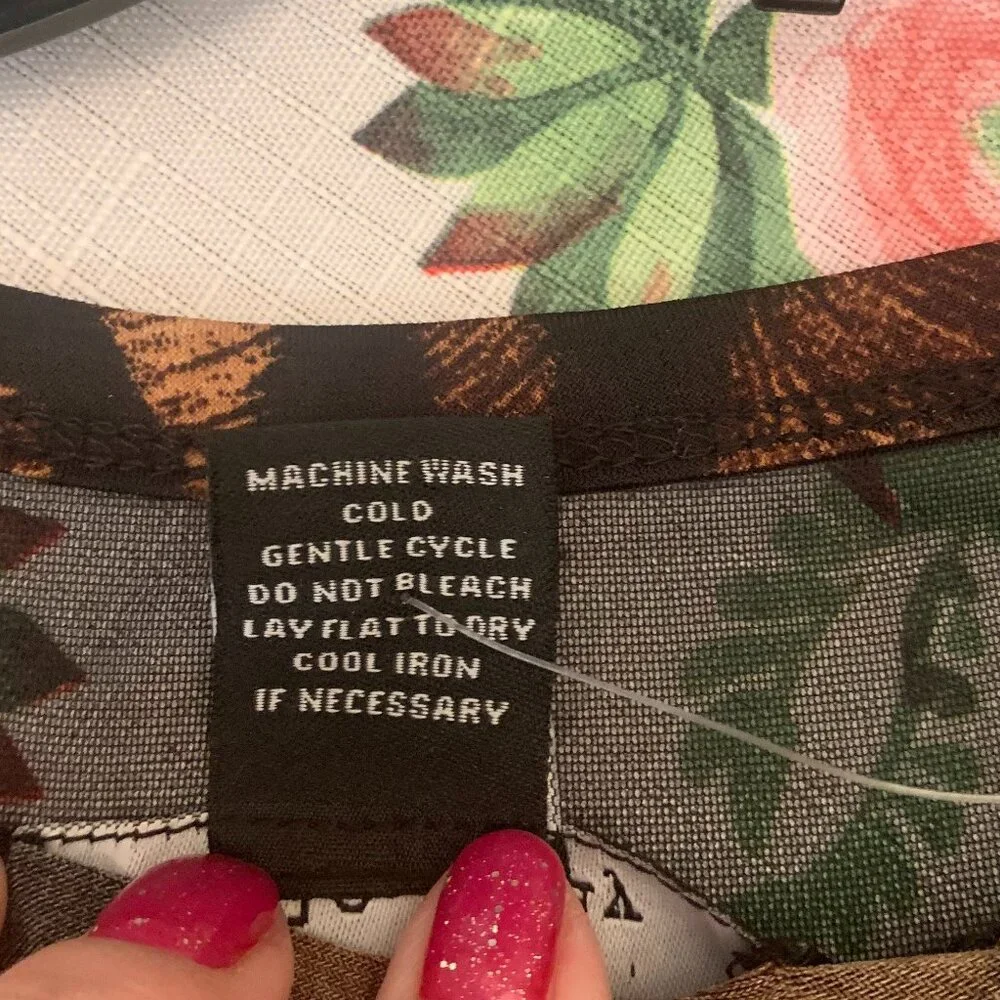 MACHINE WASH
COLD
GENTLE CYCLE
DO NOT BLEACH
LAY FLAT TO DRY
COOL IRON
IF NECESSARY